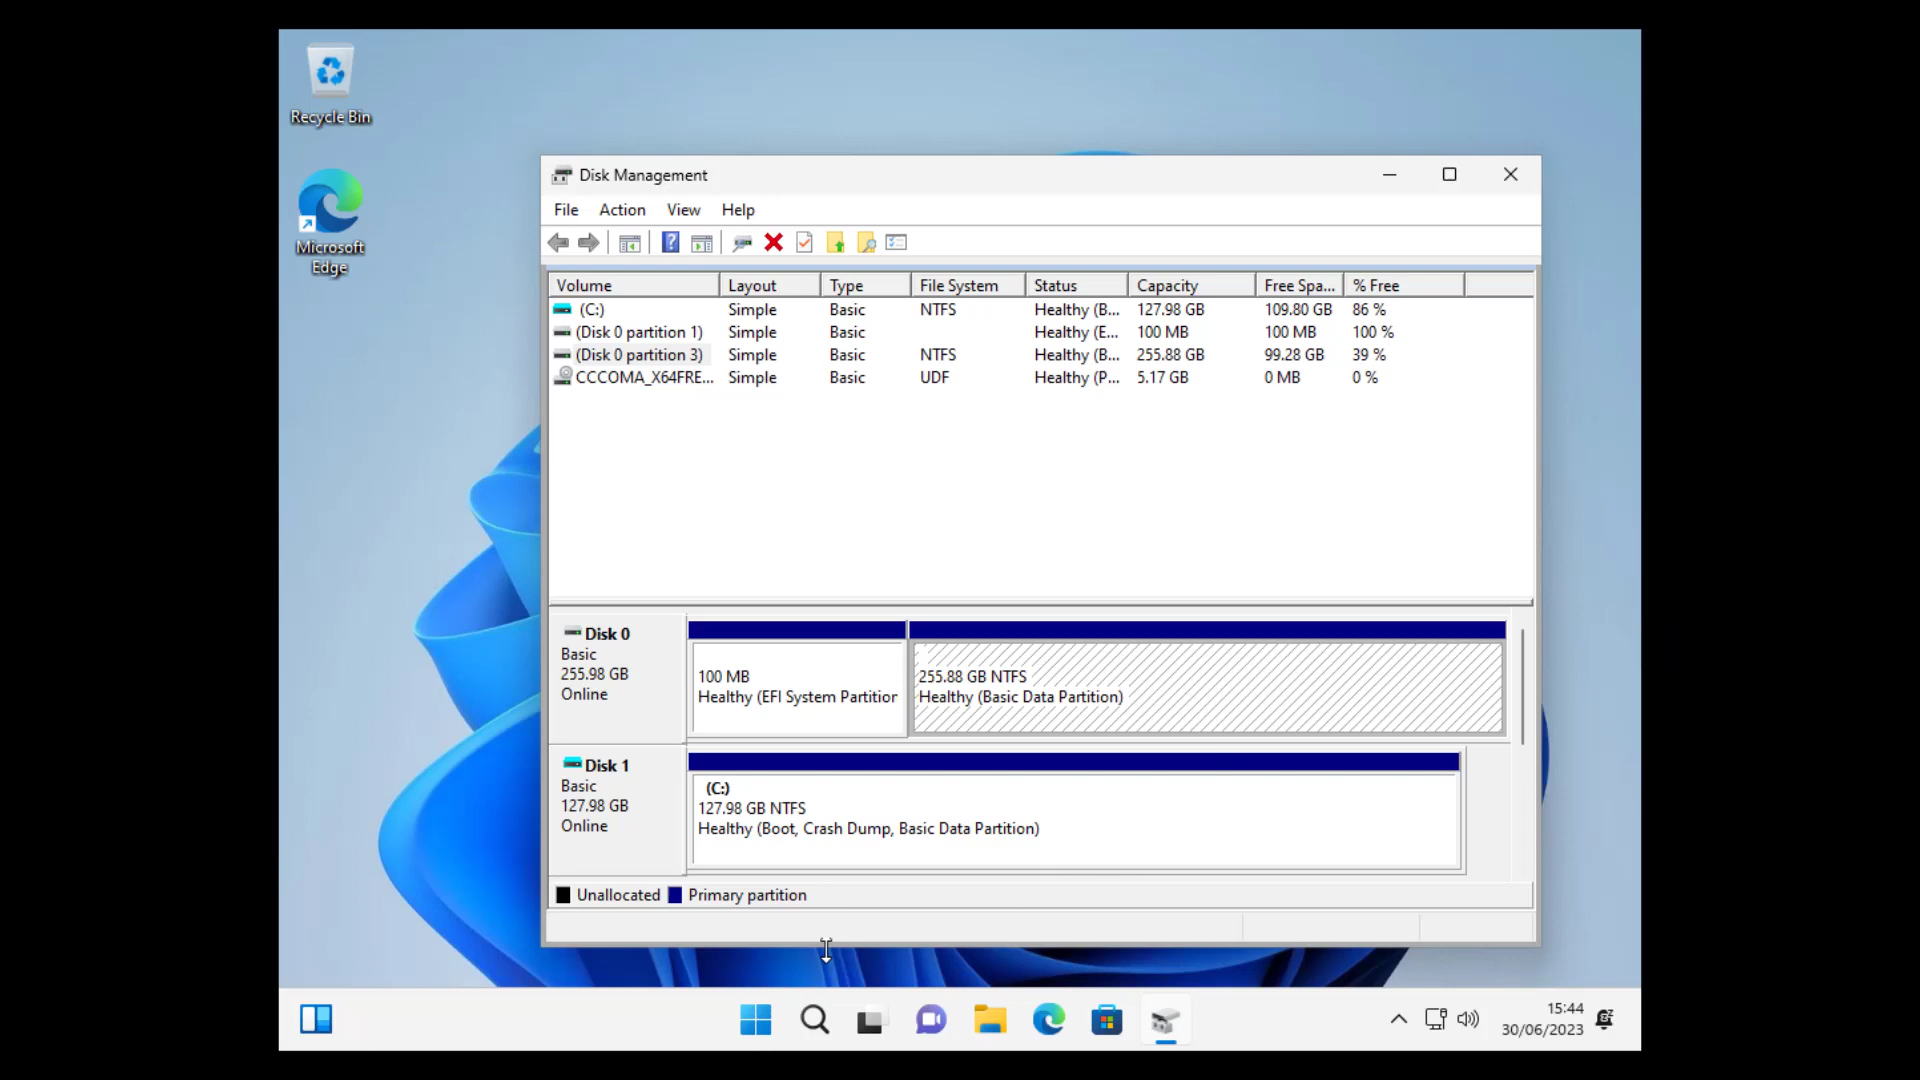 Recycle Bin
Microsoft
Edge
Disk Management
File Action View Help
Volume Layout Type File System Status Capacity Free Spa... % Free
(C:) Simple Basic NTFS Healthy (B... 127.98 GB 109.80 GB 86 %
(Disk 0 partition 1) Simple Basic Healthy (E... 100 MB 100 MB 100 %
(Disk 0 partition 3) Simple Basic NTFS Healthy (B... 255.88 GB 99.28 GB 39 %
CCCOMA_X64FRE... Simple Basic UDF Healthy (P... 5.17 GB 0 MB 0 %
Disk 0
Basic
255.98 GB
Online
100 MB
Healthy (EFI System Partition
255.88 GB NTFS
Healthy (Basic Data Partition)
Disk 1
Basic
127.98 GB
Online
(C:)
127.98 GB NTFS
Healthy (Boot, Crash Dump, Basic Data Partition)
Unallocated Primary partition
15:44
30/06/2023